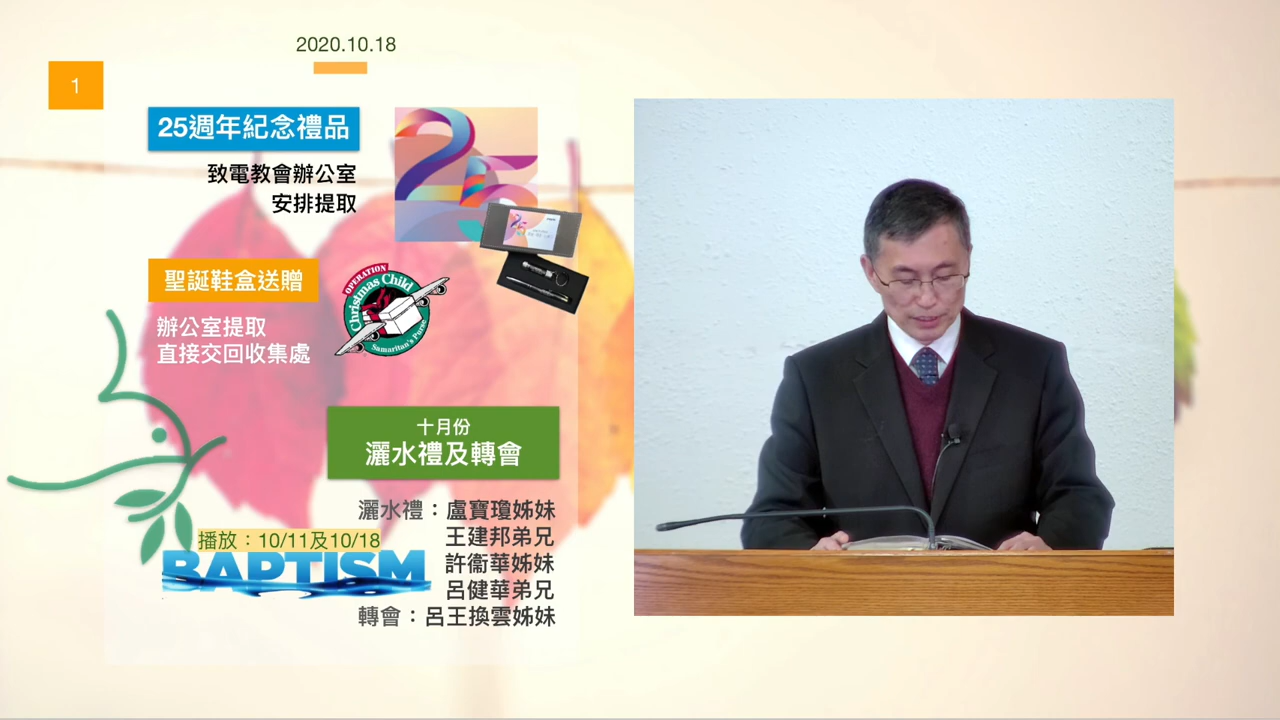 2020.10.18
1
25週年紀念禮品
致電教會辦公室
安排提取
25
聖誕鞋盒送贈
OPERATION
Christmas Child
Samaritan's Purse
辦公室提取
直接交回收集處
十月份
灑水禮及轉會
灑水禮：盧寶瓊姊妹
王建邦弟兄
許衞華姊妹
呂健華弟兄
轉會：呂王換雲姊妹
播放：10/11及10/18
BAPTISM